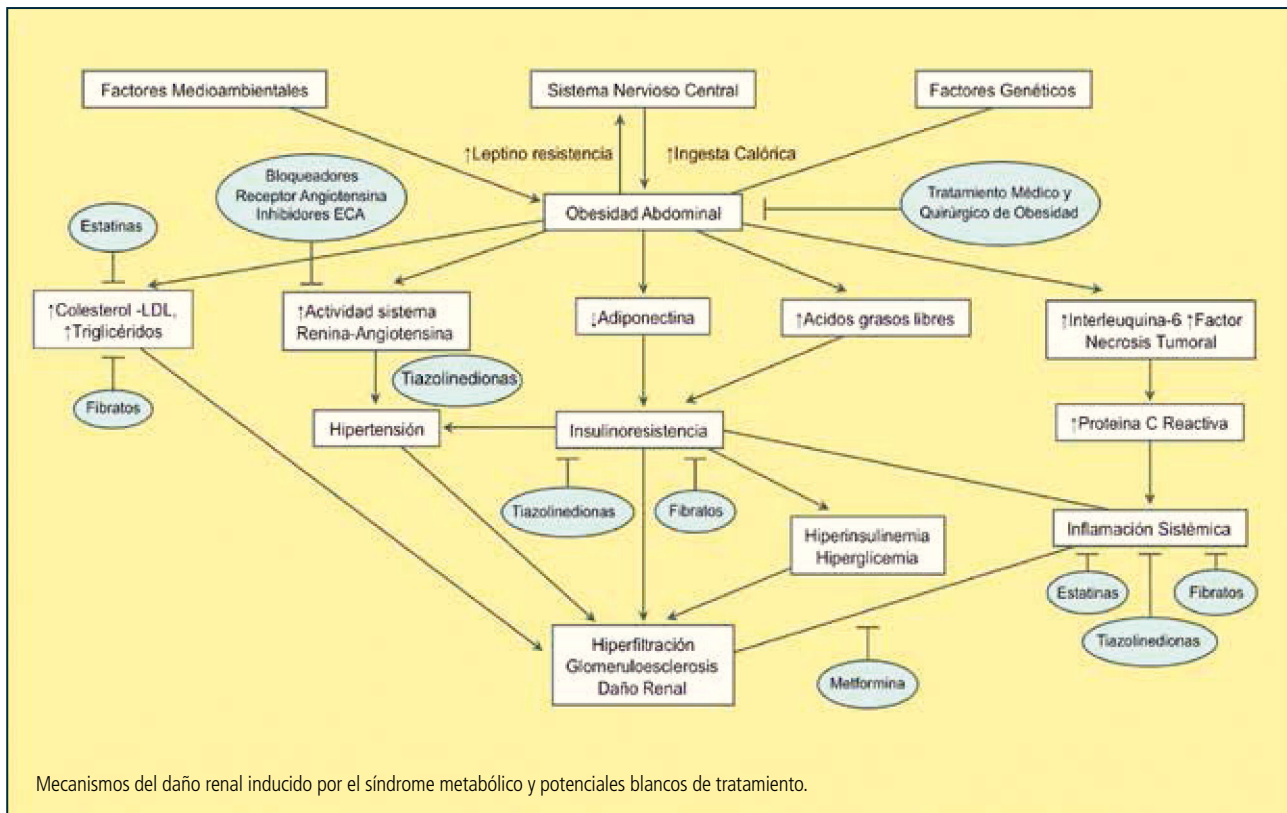 Factores Medioambientales
Sistema Nervioso Central
Factores Genéticos
↑Leptino resistencia
↑Ingesta Calórica
Bloqueadores
Receptor Angiotensina
Inhibidores ECA
Tratamiento Médico y
Quirúrgico de Obesidad
Obesidad Abdominal
Estatinas
↑Colesterol -LDL,
↑Triglicéridos
↑Actividad sistema
Renina-Angiotensina
↓Adiponectina
↑Acidos grasos libres
↑Interleuquina-6 ↑Factor
Necrosis Tumoral
Tiazolinedionas
Fibratos
Hipertensión
Insulinoresistencia
↑Proteina C Reactiva
Tiazolinedionas
Fibratos
Hiperinsulinemia
Hiperglicemia
Inflamación Sistémica
Estatinas
Fibratos
Tiazolinedionas
Hiperfiltración
Glomeruloesclerosis
Daño Renal
Metformina
Mecanismos del daño renal inducido por el síndrome metabólico y potenciales blancos de tratamiento.